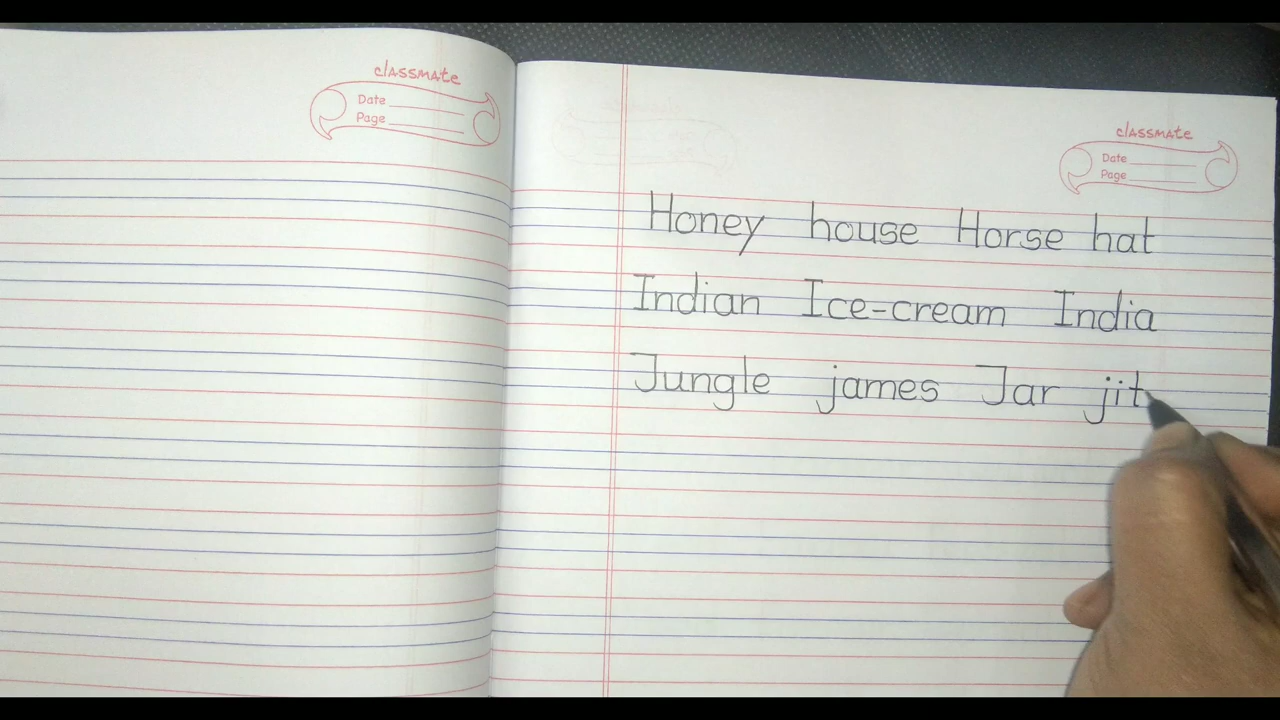 classmate
Date
Page
classmate
Date
Page
Honey house Horse hat
Indian Ice-cream India
Jungle james Jar jit